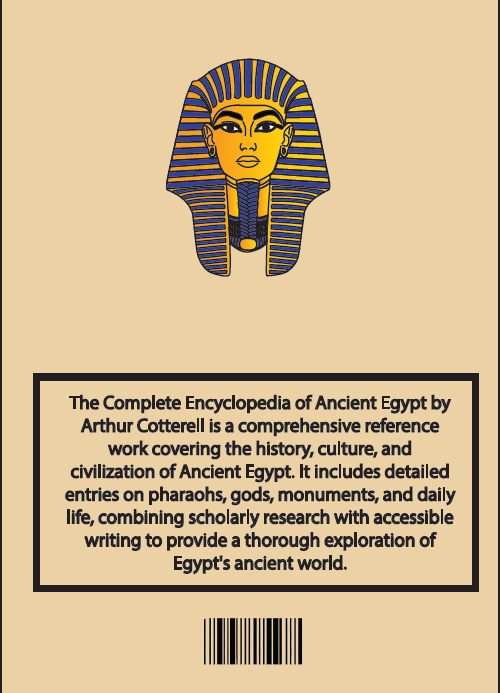 The Complete Encyclopedia of Ancient Egypt by
Arthur Cotterell is a comprehensive reference
work covering the history, culture, and
civilization of Ancient Egypt. It includes detailed
entries on pharaohs, gods, monuments, and daily
life, combining scholarly research with accessible
writing to provide a thorough exploration of
Egypt's ancient world.